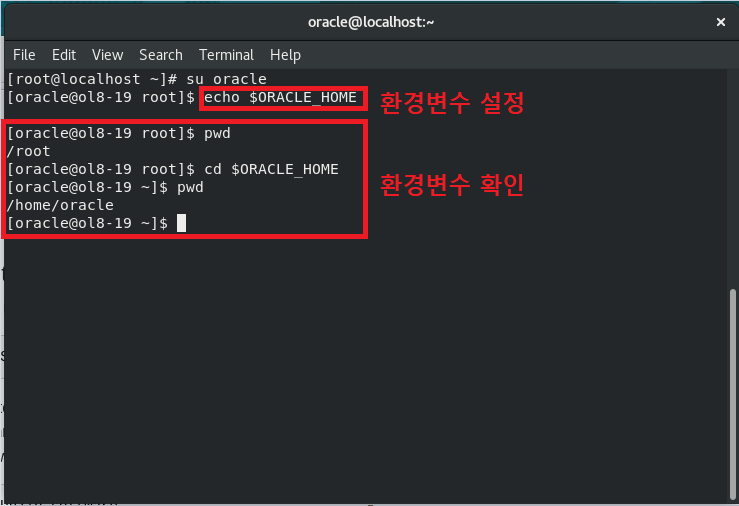 oracle@localhost:~
×
File Edit View Search Terminal Help
[root@localhost ~]# su oracle
[oracle@ol8-19 root]$ echo $ORACLE_HOME
환경변수 설정
[oracle@ol8-19 root]$ pwd
/root
[oracle@ol8-19 root]$ cd $ORACLE_HOME
환경변수 확인
[oracle@ol8-19 ~]$ pwd
/home/oracle
[oracle@ol8-19 ~]$